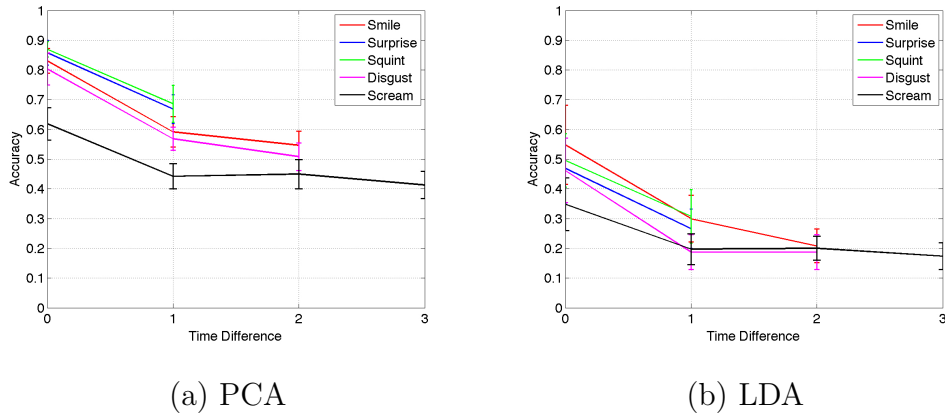 1
0.9
0.8
0.7
0.6
0.5
0.4
0.3
0.2
0.1
0
Accuracy
0 1 2 3
Time Difference
Smile
Surprise
Squint
Disgust
Scream
(a) PCA
1
0.9
0.8
0.7
0.6
0.5
0.4
0.3
0.2
0.1
0
Accuracy
0 1 2 3
Time Difference
Smile
Surprise
Squint
Disgust
Scream
(b) LDA